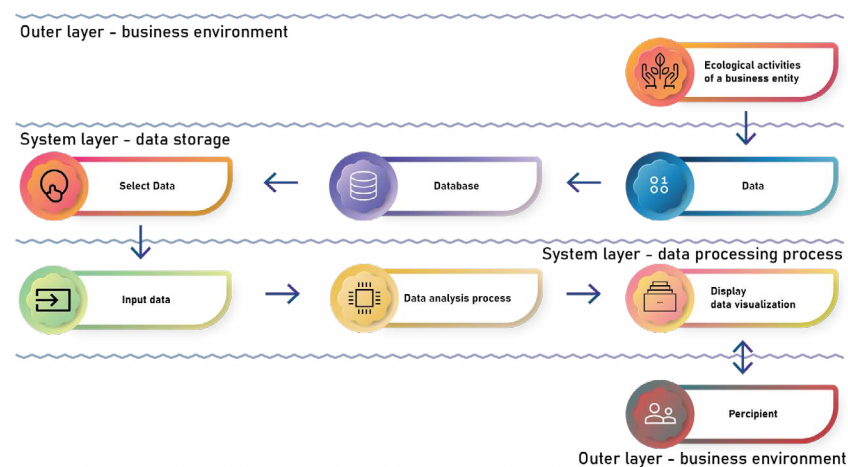 Outer layer - business environment
Ecological activities
of a business entity
System layer - data storage
Select Data
Database
Data
System layer - data processing process
Input data
Data analysis process
Display
data visualization
Percipient
Outer layer - business environment